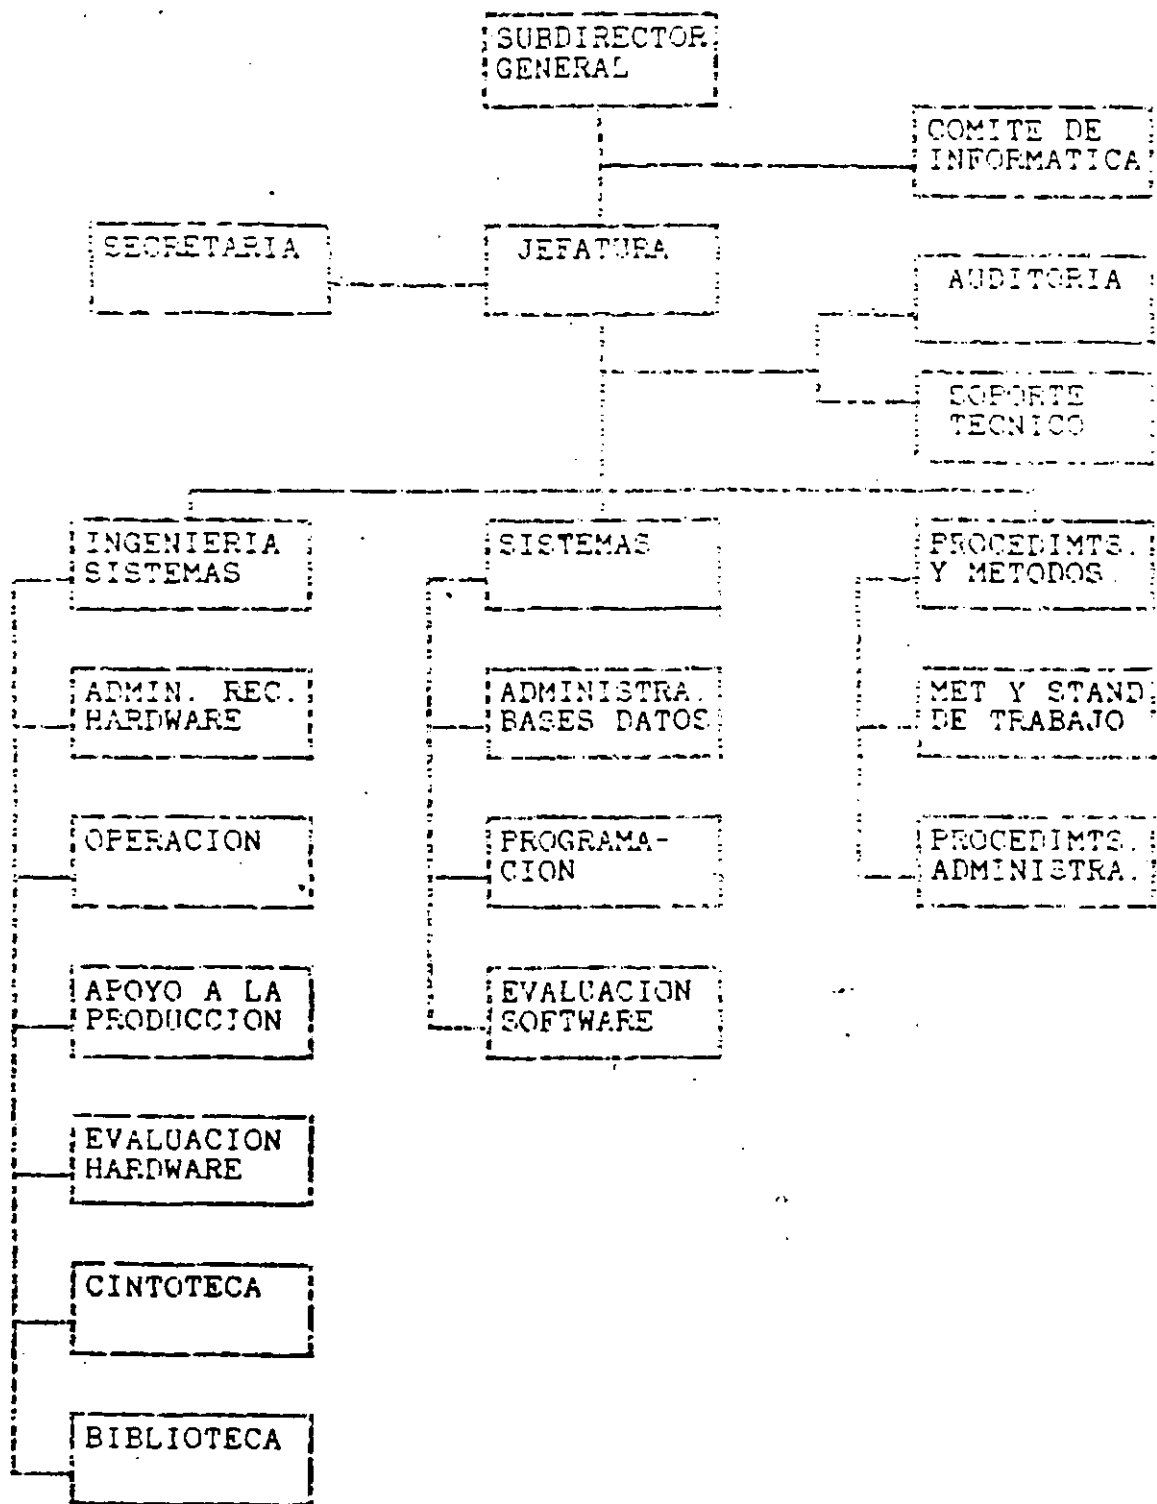 SUBDIRECTOR
GENERAL
COMITE DE
INFORMATICA
SECRETARIA
JEFATURA
AUDITORIA
SOPORTE
TECNICO
INGENIERIA
SISTEMAS
SISTEMAS
PROCEDIMTS.
Y METODOS
ADMIN. REC.
HARDWARE
ADMINISTRA.
BASES DATOS
MET Y STAND
DE TRABAJO
OPERACION
PROGRAMA-
CION
PROCEDIMTS.
ADMINISTRA.
APOYO A LA
PRODUCCION
EVALUACION
SOFTWARE
EVALUACION
HARDWARE
CINTOTECA
BIBLIOTECA